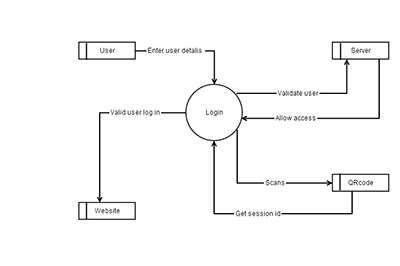 User
Enter user detalis
Server
Validate user
Valid user log in
Login
Allow access
Scans
QRcode
Website
Get session id